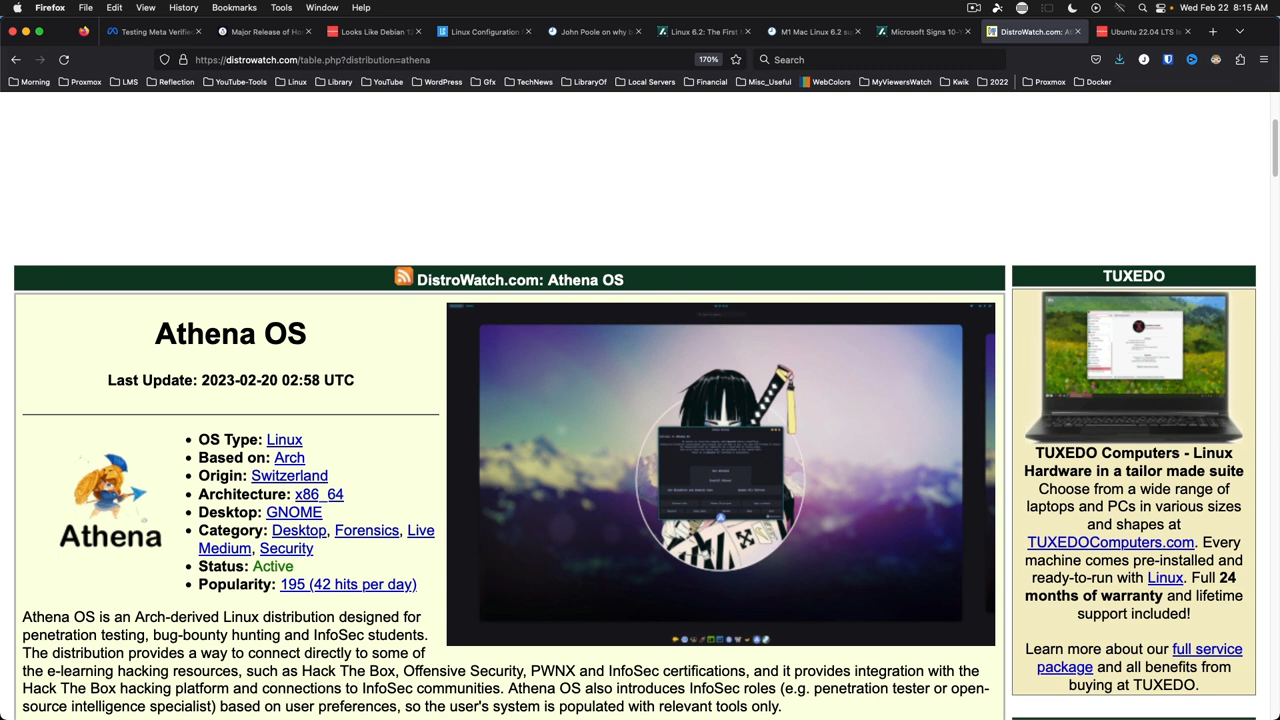 Firefox File Edit View History Bookmarks Tools Window Help
Wed Feb 22 8:15 AM
Testing Meta Verifie
Major Release of Ho
Looks Like Debian 12
Linux Configuration
John Poole on why b
Linux 6.2: The First
M1 Mac Linux 6.2 su
Microsoft Signs 10-Y
DistroWatch.com: At
Ubuntu 22.04 LTS is
https://distrowatch.com/table.php?distribution=athena
170%
Search
Morning Proxmox LMS Reflection YouTube-Tools Linux Library YouTube WordPress Gfx TechNews LibraryOf Local Servers Financial Misc_Useful WebColors MyViewersWatch Kwik 2022 Proxmox Docker
DistroWatch.com: Athena OS
Athena OS
Last Update: 2023-02-20 02:58 UTC
Athena
• OS Type: Linux
• Based on: Arch
• Origin: Switzerland
• Architecture: x86_64
• Desktop: GNOME
• Category: Desktop, Forensics, Live
Medium, Security
• Status: Active
• Popularity: 195 (42 hits per day)
Athena OS is an Arch-derived Linux distribution designed for
penetration testing, bug-bounty hunting and InfoSec students.
The distribution provides a way to connect directly to some of
the e-learning hacking resources, such as Hack The Box, Offensive Security, PWNX and InfoSec certifications, and it provides integration with the
Hack The Box hacking platform and connections to InfoSec communities. Athena OS also introduces InfoSec roles (e.g. penetration tester or open-
source intelligence specialist) based on user preferences, so the user's system is populated with relevant tools only.
TUXEDO
TUXEDO Computers - Linux
Hardware in a tailor made suite
Choose from a wide range of
laptops and PCs in various sizes
and shapes at
TUXEDOComputers.com. Every
machine comes pre-installed and
ready-to-run with Linux. Full 24
months of warranty and lifetime
support included!
Learn more about our full service
package and all benefits from
buying at TUXEDO.